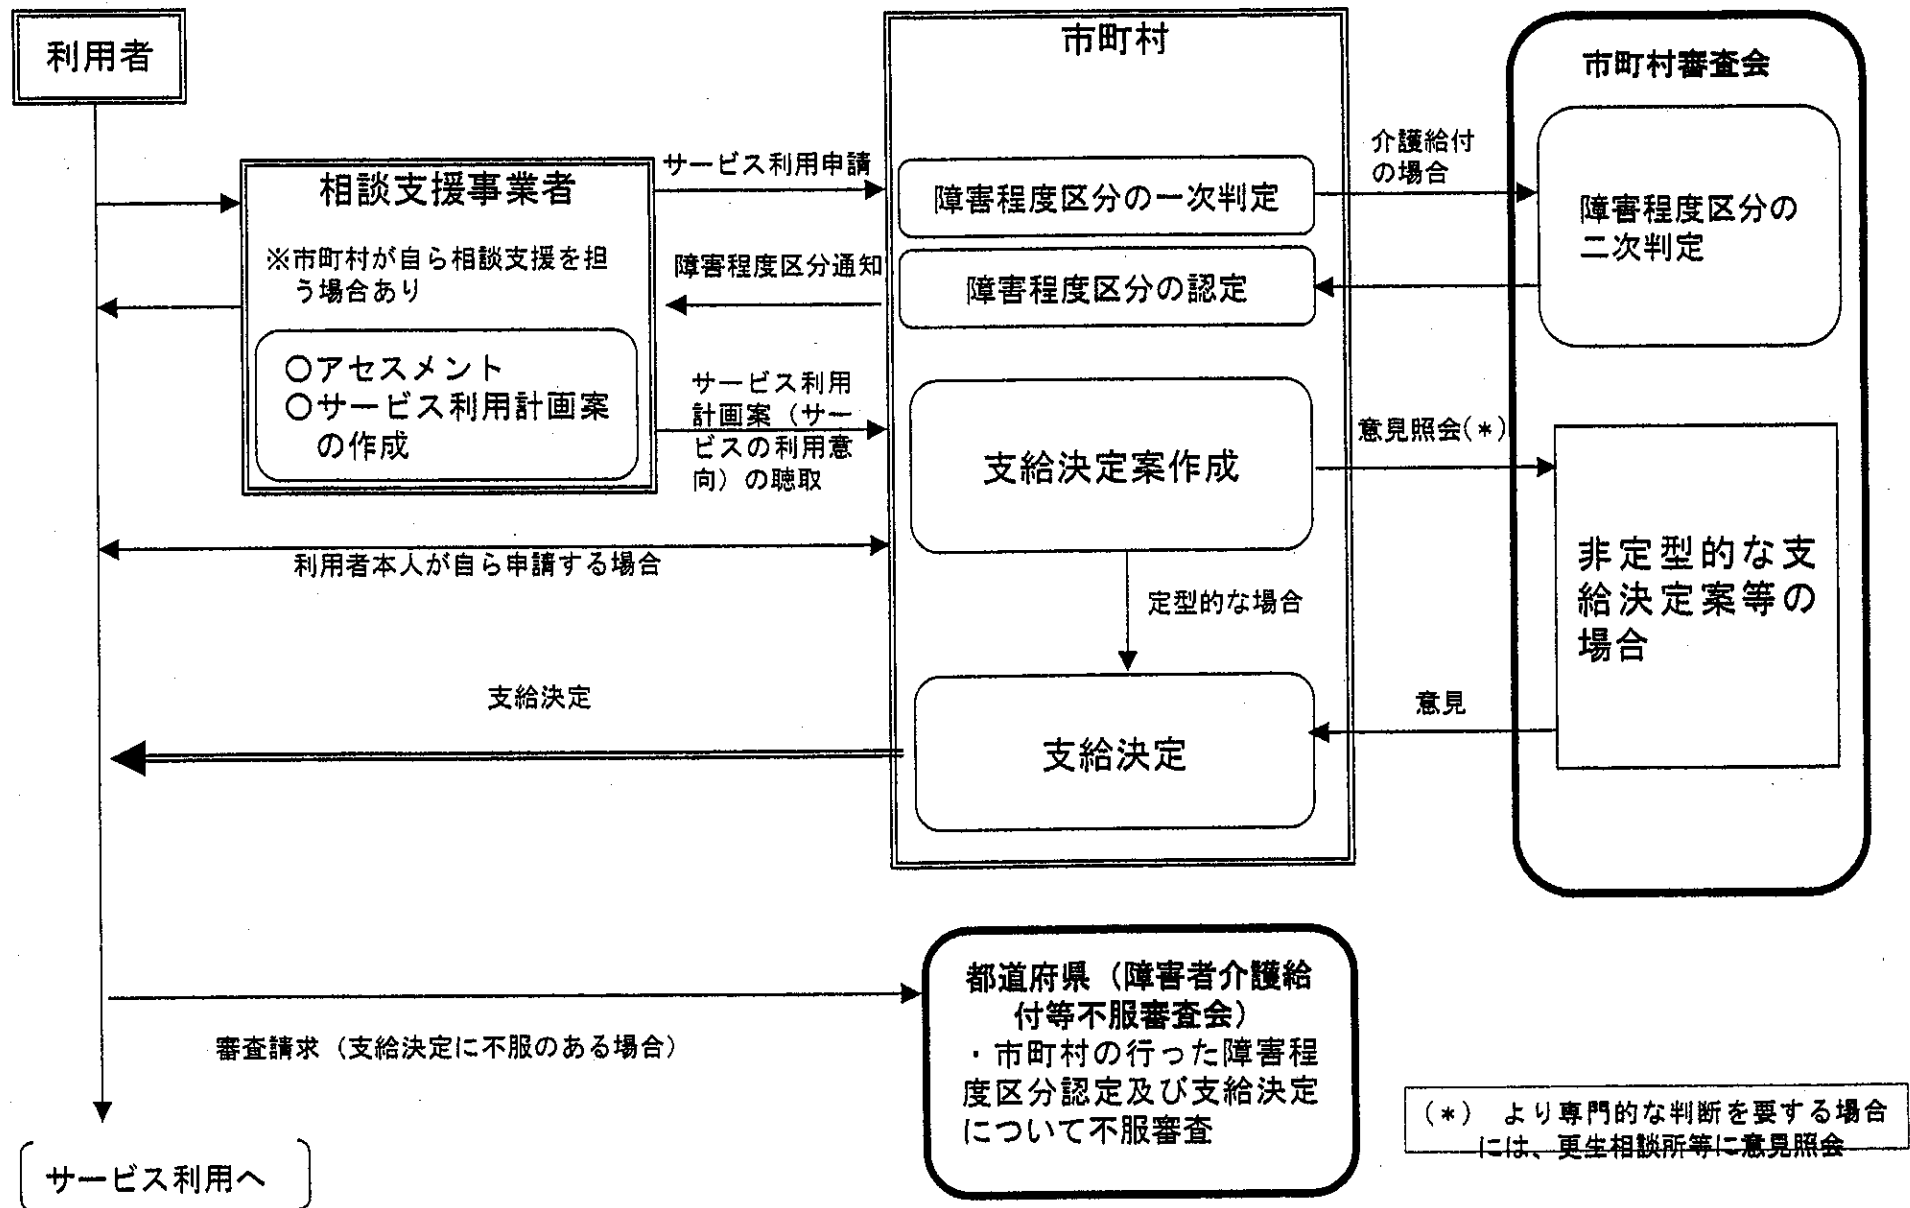 利用者
市町村
市町村審査会
相談支援事業者
※市町村が自ら相談支援を担
う場合あり
○アセスメント
○サービス利用計画案
の作成
サービス利用申請
障害程度区分通知
サービス利用
計画案（サー
ビスの利用意
向）の聴取
障害程度区分の一次判定
障害程度区分の認定
介護給付
の場合
障害程度区分の
二次判定
支給決定案作成
意見照会(*)
非定型的な支
給決定案等の
場合
利用者本人が自ら申請する場合
定型的な場合
支給決定
支給決定
意見
都道府県（障害者介護給
付等不服審査会）
・市町村の行った障害程
度区分認定及び支給決定
について不服審査
審査請求（支給決定に不服のある場合）
(*)　より専門的な判断を要する場合
には、更生相談所等に意見照会
サービス利用へ